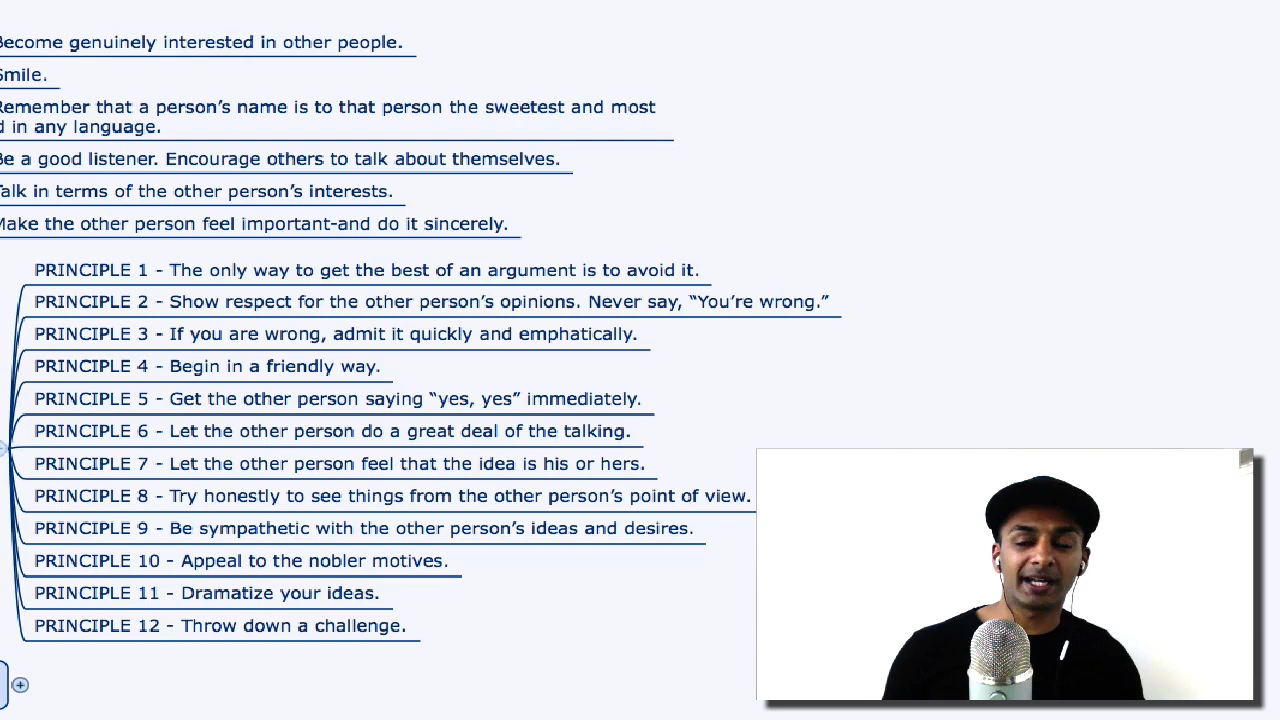 Become genuinely interested in other people.
Smile.
Remember that a person’s name is to that person the sweetest and most
d in any language.
Be a good listener. Encourage others to talk about themselves.
Talk in terms of the other person’s interests.
Make the other person feel important-and do it sincerely.
PRINCIPLE 1 - The only way to get the best of an argument is to avoid it.
PRINCIPLE 2 - Show respect for the other person’s opinions. Never say, “You’re wrong.”
PRINCIPLE 3 - If you are wrong, admit it quickly and emphatically.
PRINCIPLE 4 - Begin in a friendly way.
PRINCIPLE 5 - Get the other person saying “yes, yes” immediately.
PRINCIPLE 6 - Let the other person do a great deal of the talking.
PRINCIPLE 7 - Let the other person feel that the idea is his or hers.
PRINCIPLE 8 - Try honestly to see things from the other person’s point of view.
PRINCIPLE 9 - Be sympathetic with the other person’s ideas and desires.
PRINCIPLE 10 - Appeal to the nobler motives.
PRINCIPLE 11 - Dramatize your ideas.
PRINCIPLE 12 - Throw down a challenge.